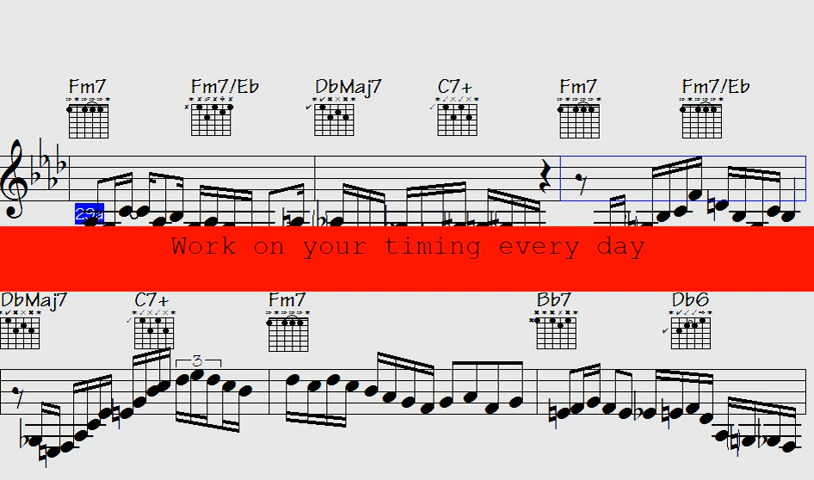 Fm7 Fm7/Eb DbMaj7 C7+ Fm7 Fm7/Eb
29a
Work on your timing every day
DbMaj7 C7+ Fm7 Bb7 Db6
3